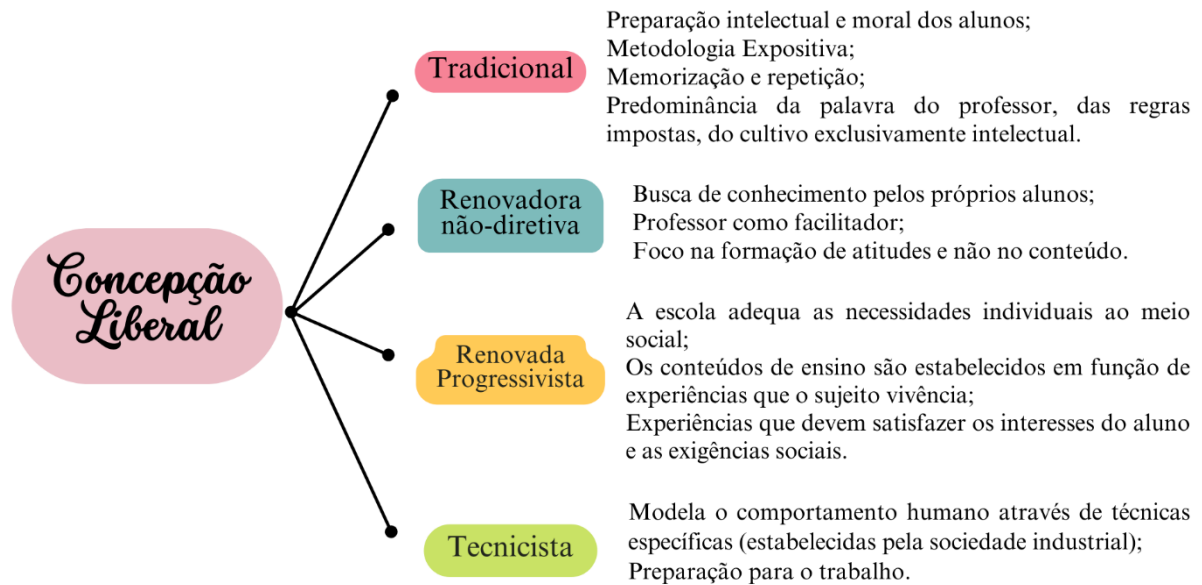 Concepção
Liberal
Tradicional
Preparação intelectual e moral dos alunos;
Metodologia Expositiva;
Memorização e repetição;
Predominância da palavra do professor, das regras
impostas, do cultivo exclusivamente intelectual.
Renovadora
não-diretiva
Busca de conhecimento pelos próprios alunos;
Professor como facilitador;
Foco na formação de atitudes e não no conteúdo.
Renovada
Progressivista
A escola adequa as necessidades individuais ao meio
social;
Os conteúdos de ensino são estabelecidos em função de
experiências que o sujeito vivência;
Experiências que devem satisfazer os interesses do aluno
e as exigências sociais.
Tecnicista
Modela o comportamento humano através de técnicas
específicas (estabelecidas pela sociedade industrial);
Preparação para o trabalho.